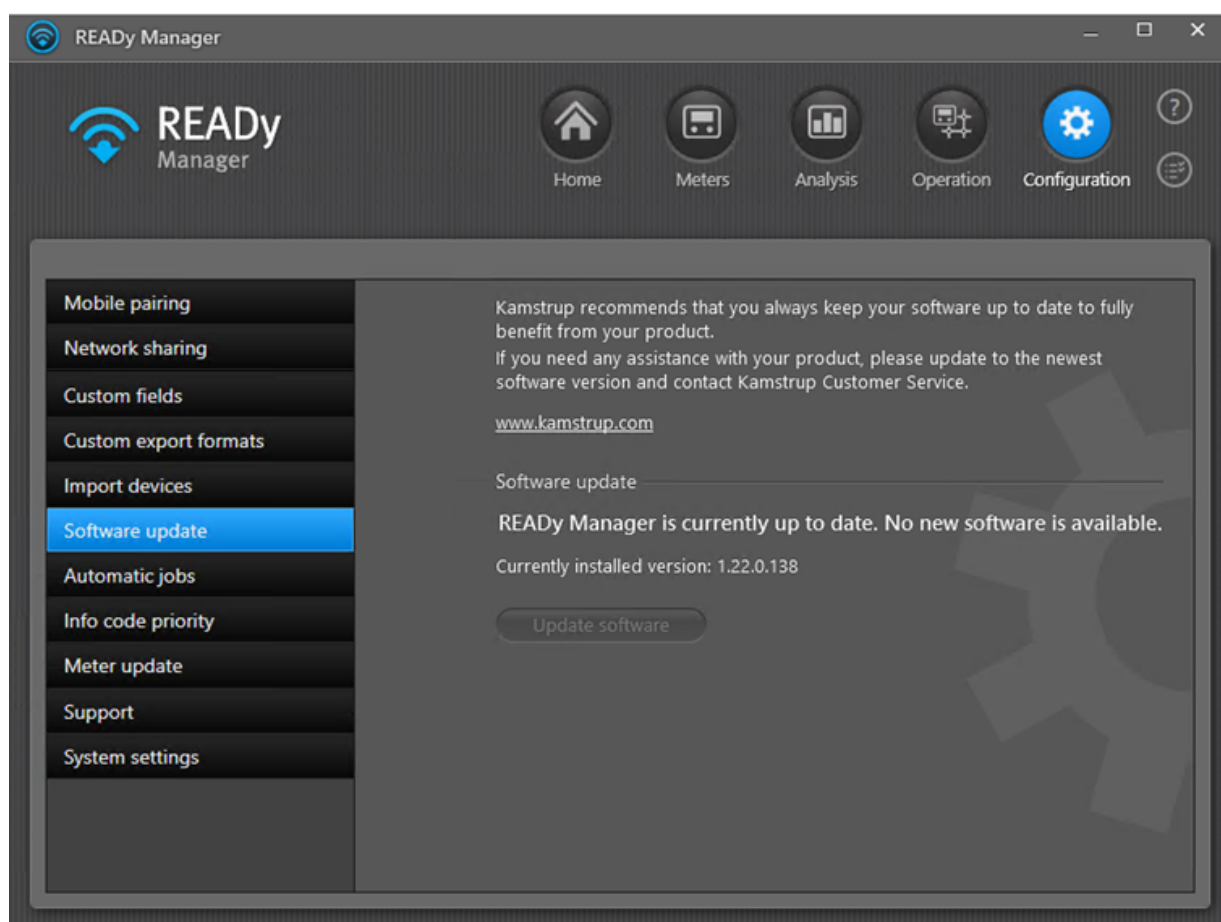 READy Manager
READy
Manager
Home
Meters
Analysis
Operation
Configuration
?
Mobile pairing
Network sharing
Custom fields
Custom export formats
Import devices
Software update
Automatic jobs
Info code priority
Meter update
Support
System settings
Kamstrup recommends that you always keep your software up to date to fully
benefit from your product.
If you need any assistance with your product, please update to the newest
software version and contact Kamstrup Customer Service.
www.kamstrup.com
Software update
READy Manager is currently up to date. No new software is available.
Currently installed version: 1.22.0.138
Update software